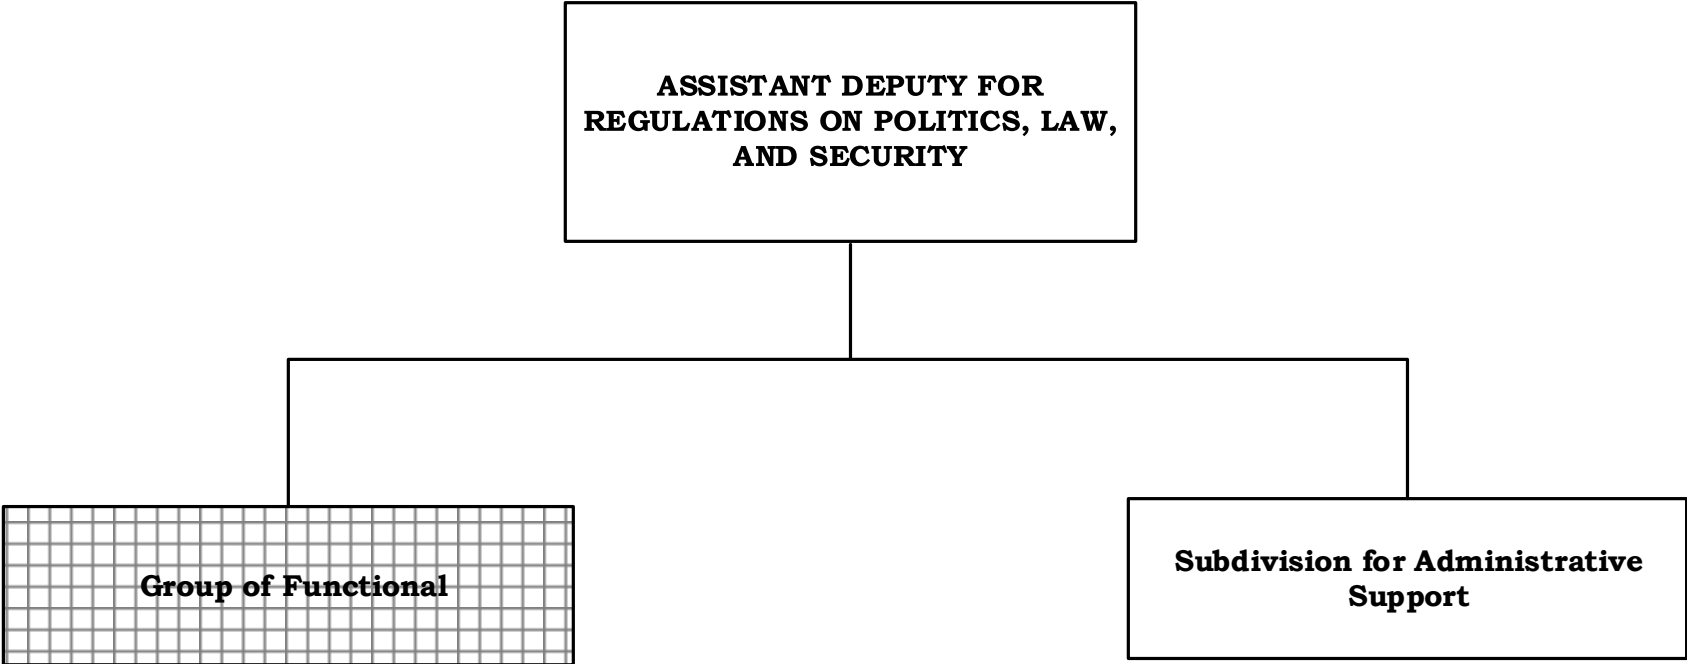 ASSISTANT DEPUTY FOR
REGULATIONS ON POLITICS, LAW,
AND SECURITY
Group of Functional
Subdivision for Administrative
Support